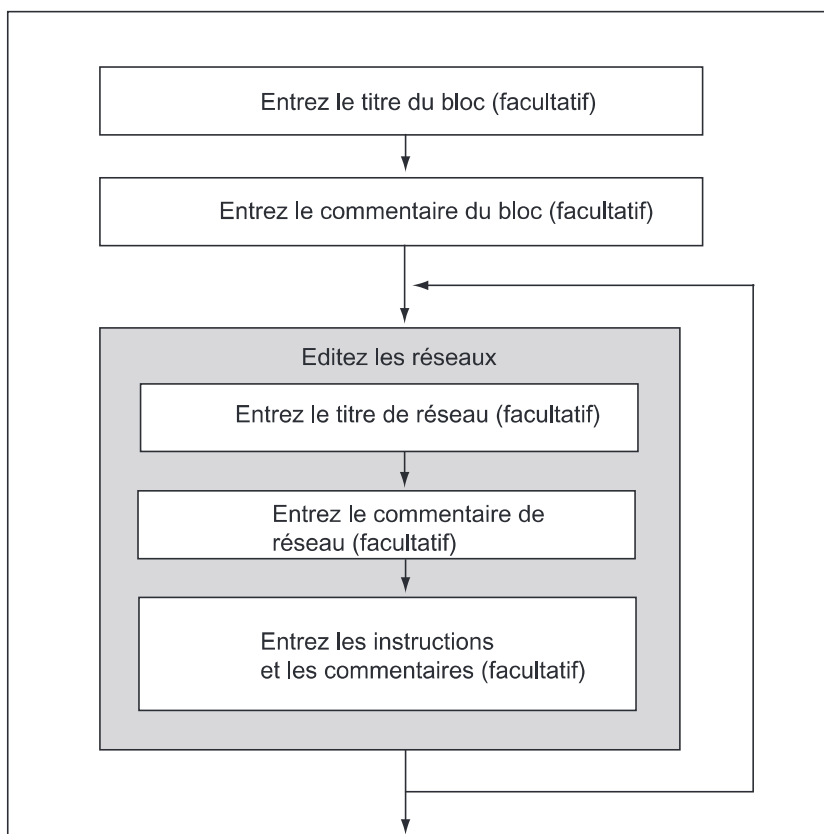 Entrez le titre du bloc (facultatif)
Entrez le commentaire du bloc (facultatif)
Editez les réseaux
Entrez le titre de réseau (facultatif)
Entrez le commentaire de
réseau (facultatif)
Entrez les instructions
et les commentaires (facultatif)